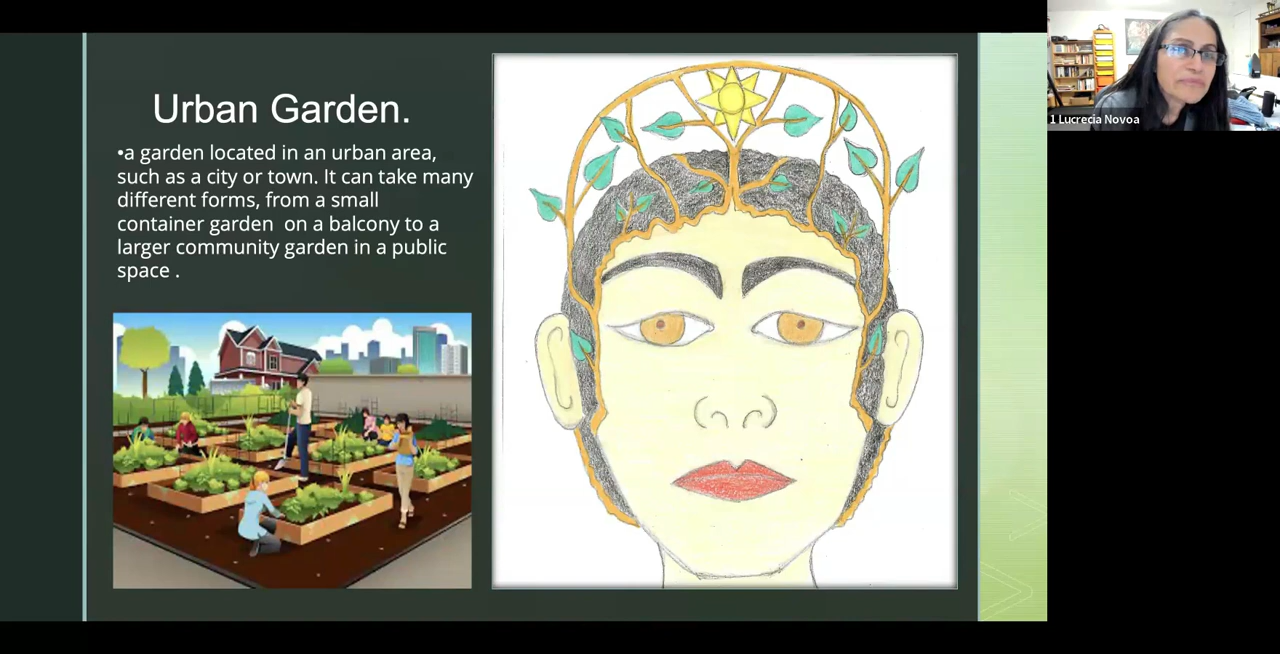 Urban Garden.
•a garden located in an urban area,
such as a city or town. It can take many
different forms, from a small
container garden  on a balcony to a
larger community garden in a public
space .
1 Lucrecia Novoa